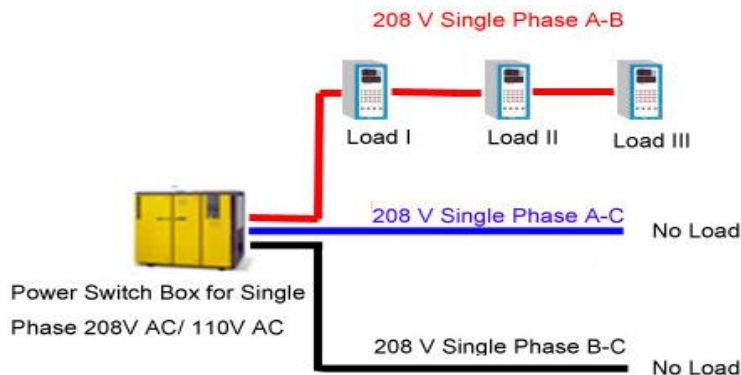 208 V Single Phase A-B
Load I
Load II
Load III
208 V Single Phase A-C
No Load
Power Switch Box for Single
Phase 208V AC/ 110V AC
208 V Single Phase B-C
No Load